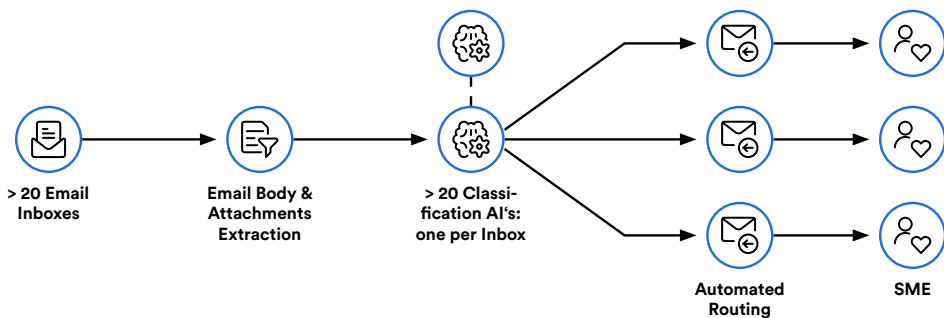 > 20 Email
Inboxes
Email Body &
Attachments
Extraction
> 20 Classi-
fication AI‘s:
one per Inbox
Automated
Routing
SME